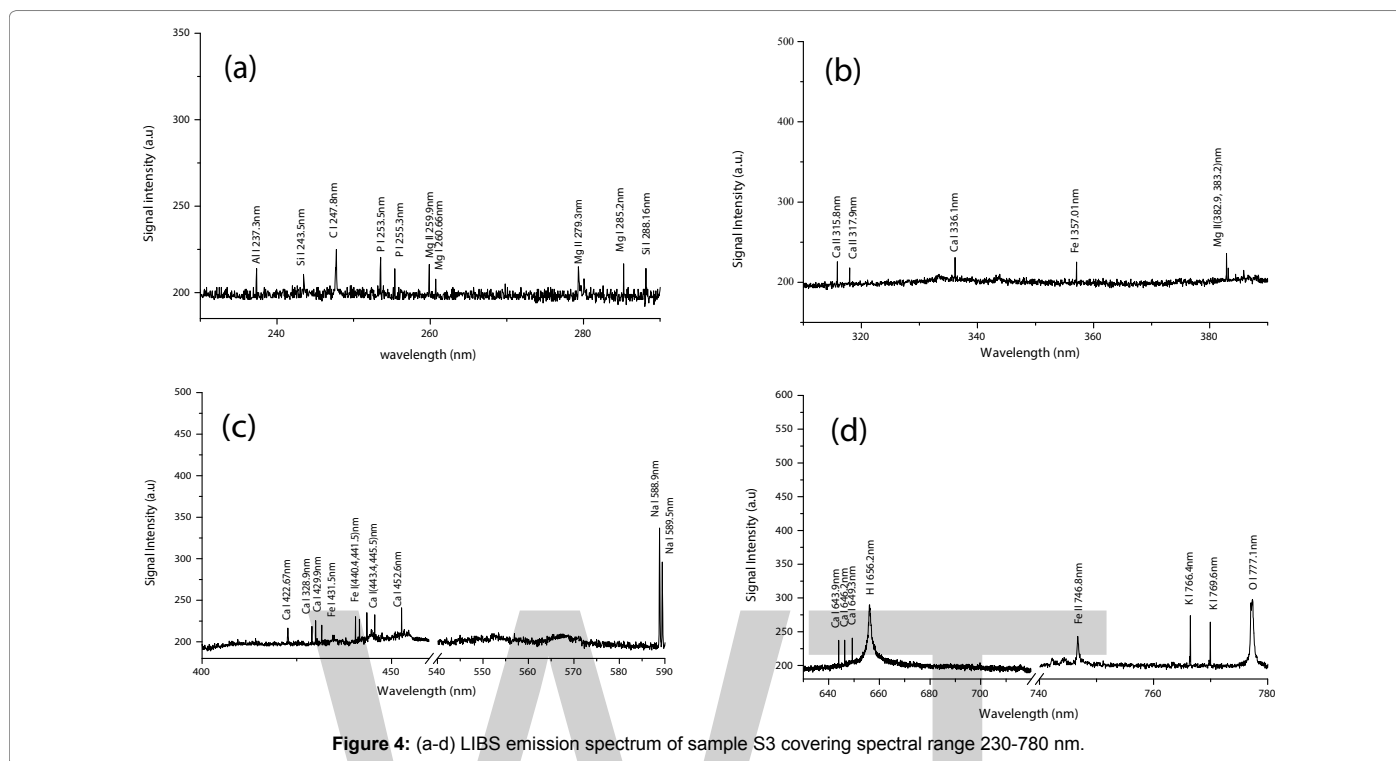 (a)
350
300
250
200
Signal intensity (a.u)
Al I 237.3nm
Si I 243.5nm
C I 247.8nm
P I 253.5nm
P I 255.3nm
Mg II 259.9nm
Mg I 260.66nm
Mg II 279.3nm
Mg I 285.2nm
Si I 288.16nm
240 260 280
wavelength (nm)
(b)
500
400
300
200
Signal Intensity (a.u.)
Ca II 315.8nm
Ca II 317.9nm
Ca I 336.1nm
Fe I 357.01nm
Mg II(382.9, 383.2)nm
320 340 360 380
Wavelength (nm)
(c)
500
450
400
350
300
250
200
Signal Intensity (a.u)
Ca I 422.67nm
Ca I 328.9nm
Ca I 429.9nm
Fe I 431.5nm
Fe I(440.4,441.5)nm
Ca I(443.4,445.5)nm
Ca I 452.6nm
Na I 588.9nm
Na I 589.5nm
400 450 540 550 560 570 580 590
Wavelength (nm)
(d)
600
550
500
450
400
350
300
250
200
Signal Intensity (a.u)
Ca I 643.9nm
Ca I 646.2nm
Ca I 649.3nm
H I 656.2nm
Fe II 746.8nm
K I 766.4nm
K I 769.6nm
O I 777.1nm
630 640 660 680 700 740 760 780
Wavelength (nm)
Figure 4: (a-d) LIBS emission spectrum of sample S3 covering spectral range 230-780 nm.